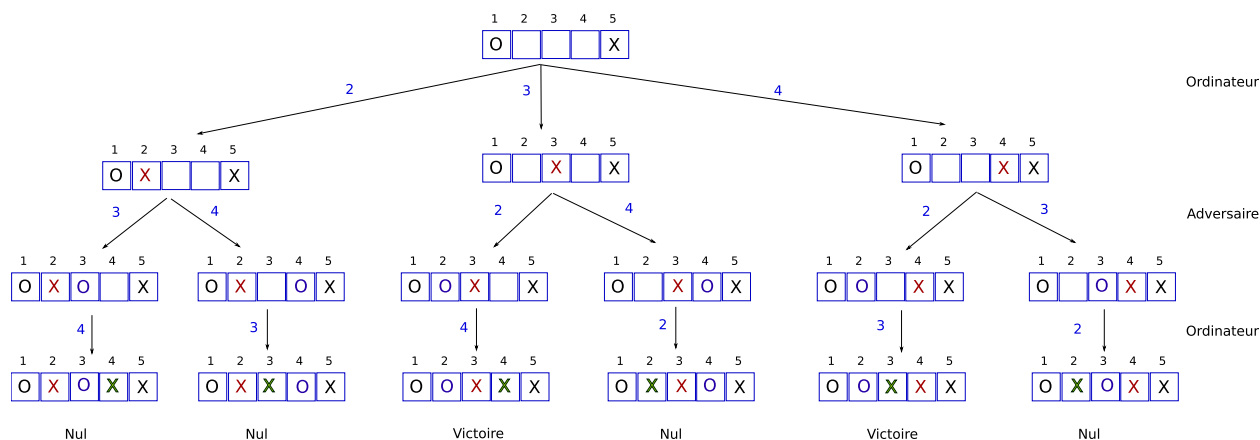 1 2 3 4 5
O X
Ordinateur
2 3 4
1 2 3 4 5 1 2 3 4 5 1 2 3 4 5
O X X O X X O X X
Adversaire
3 4 2 4 2 3
1 2 3 4 5 1 2 3 4 5 1 2 3 4 5 1 2 3 4 5 1 2 3 4 5 1 2 3 4 5
O X O X O X O X O O X X O X O X O O X X O O X X
Ordinateur
4 3 4 2 3 2
1 2 3 4 5 1 2 3 4 5 1 2 3 4 5 1 2 3 4 5 1 2 3 4 5 1 2 3 4 5
O X O X X O X X O X O O X X X O X X O X O O X X X O X O X X
Nul Nul Victoire Nul Victoire Nul